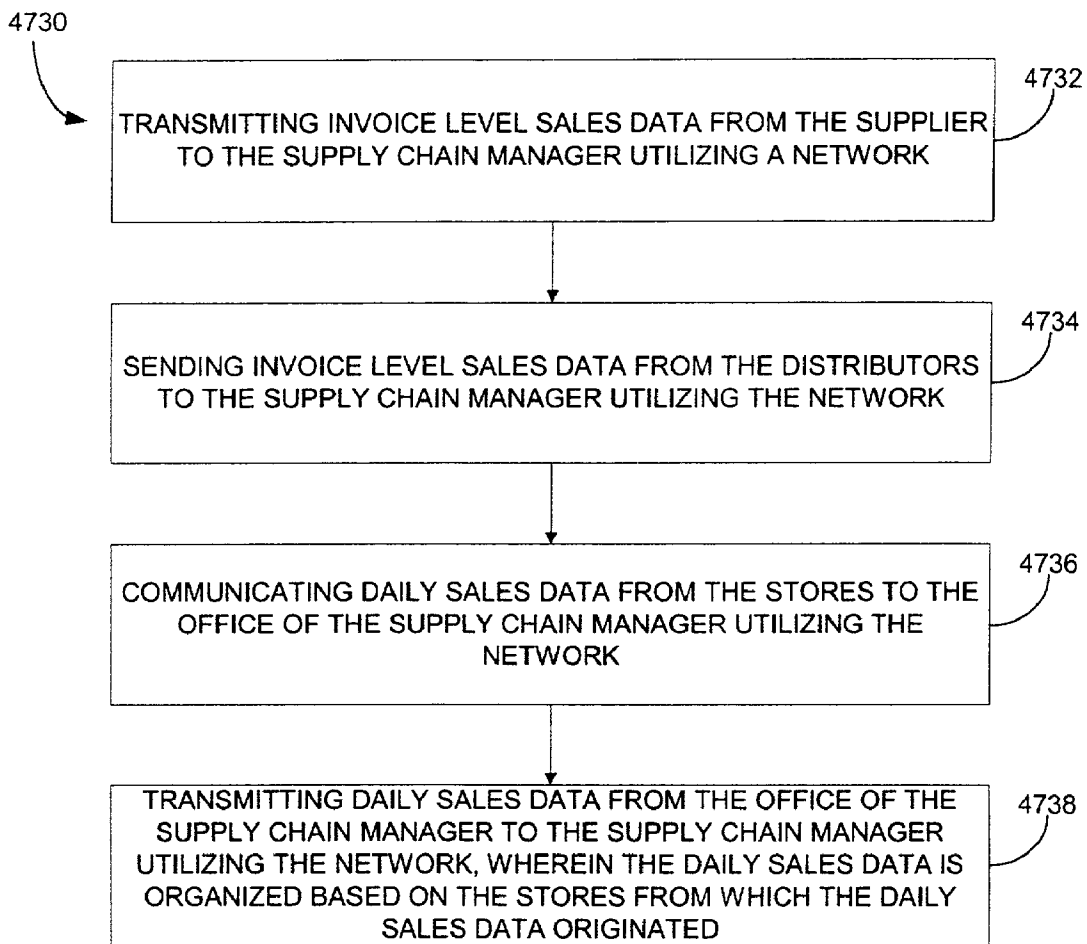 4730
4732
TRANSMITTING INVOICE LEVEL SALES DATA FROM THE SUPPLIER
TO THE SUPPLY CHAIN MANAGER UTILIZING A NETWORK
4734
SENDING INVOICE LEVEL SALES DATA FROM THE DISTRIBUTORS
TO THE SUPPLY CHAIN MANAGER UTILIZING THE NETWORK
4736
COMMUNICATING DAILY SALES DATA FROM THE STORES TO THE
OFFICE OF THE SUPPLY CHAIN MANAGER UTILIZING THE
NETWORK
4738
TRANSMITTING DAILY SALES DATA FROM THE OFFICE OF THE
SUPPLY CHAIN MANAGER TO THE SUPPLY CHAIN MANAGER
UTILIZING THE NETWORK, WHEREIN THE DAILY SALES DATA IS
ORGANIZED BASED ON THE STORES FROM WHICH THE DAILY
SALES DATA ORIGINATED